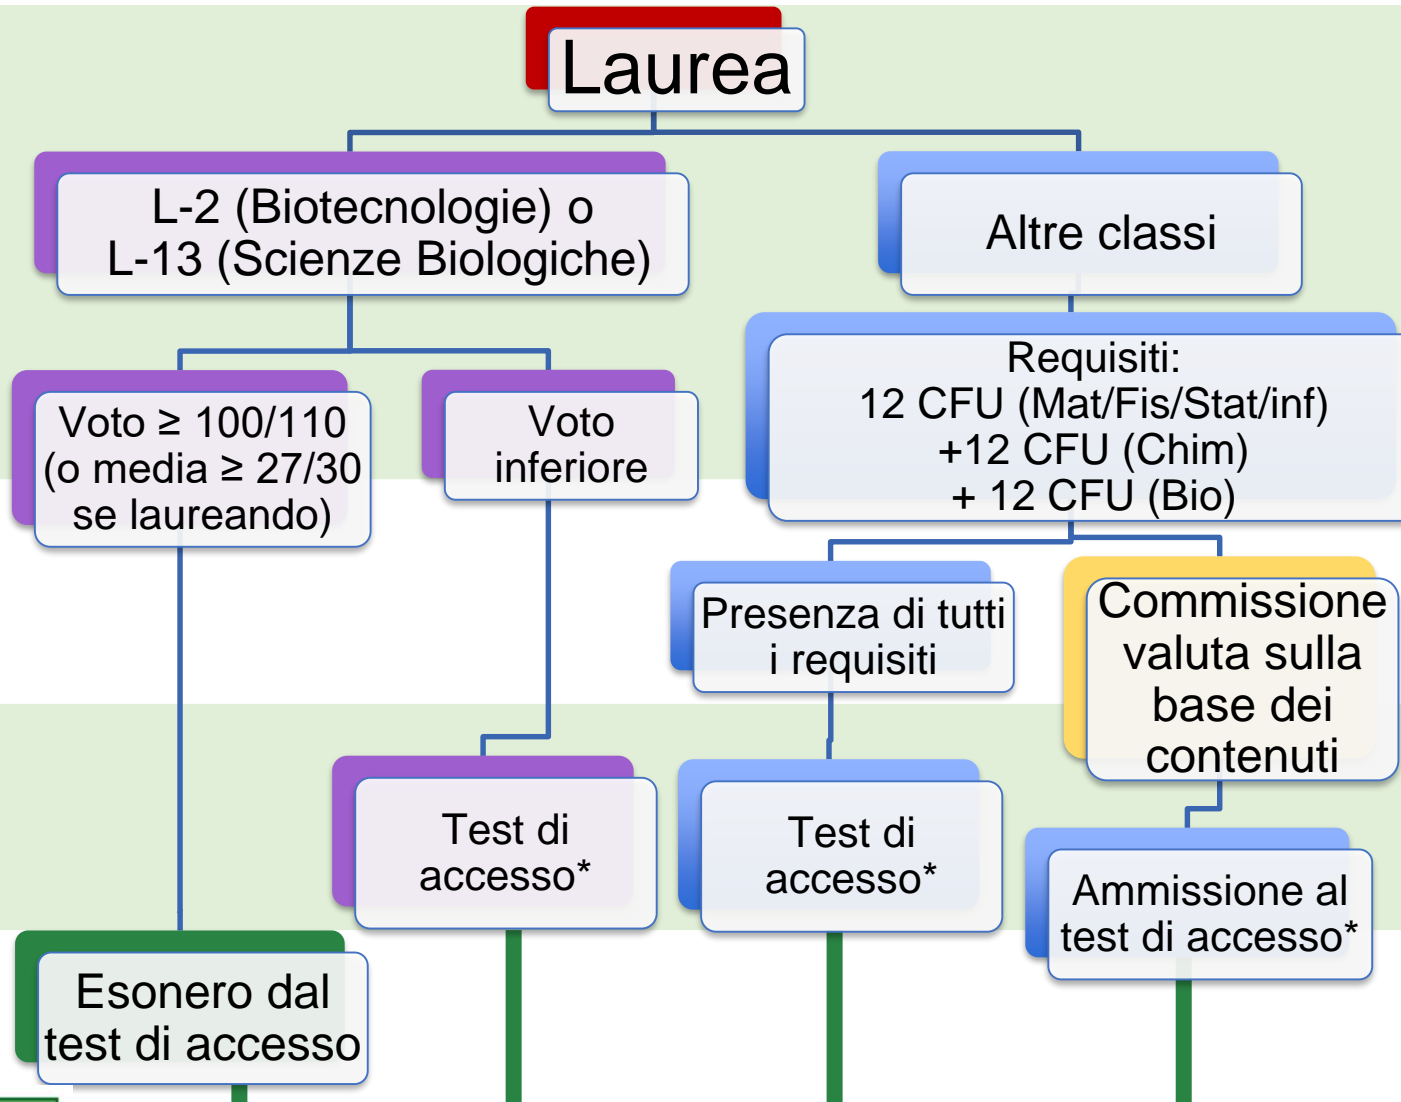 Laurea
L-2 (Biotecnologie) o
L-13 (Scienze Biologiche)
Altre classi
Voto ≥ 100/110
(o media ≥ 27/30
se laureando)
Voto
inferiore
Requisiti:
12 CFU (Mat/Fis/Stat/inf)
+12 CFU (Chim)
+ 12 CFU (Bio)
Presenza di tutti
i requisiti
Commissione
valuta sulla
base dei
contenuti
Test di
accesso*
Test di
accesso*
Ammissione al
test di accesso*
Esonero dal
test di accesso